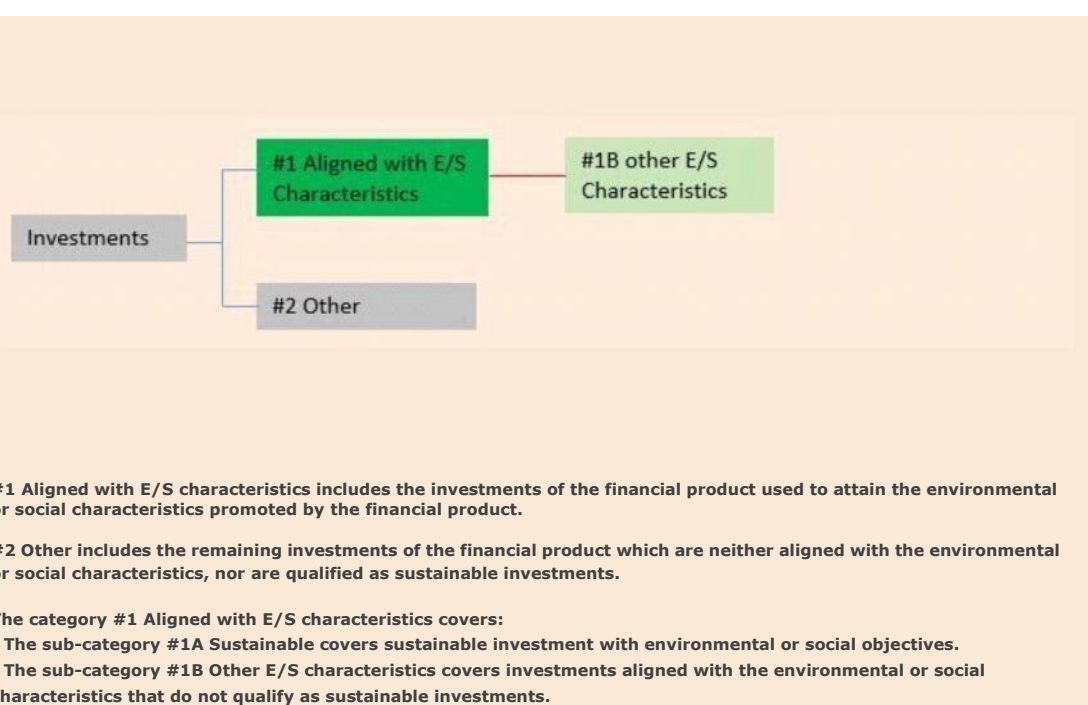 #1 Aligned with E/S
Characteristics
#1B other E/S
Characteristics
Investments
#2 Other
#1 Aligned with E/S characteristics includes the investments of the financial product used to attain the environmental
or social characteristics promoted by the financial product.
#2 Other includes the remaining investments of the financial product which are neither aligned with the environmental
or social characteristics, nor are qualified as sustainable investments.
The category #1 Aligned with E/S characteristics covers:
The sub-category #1A Sustainable covers sustainable investment with environmental or social objectives.
The sub-category #1B Other E/S characteristics covers investments aligned with the environmental or social
characteristics that do not qualify as sustainable investments.